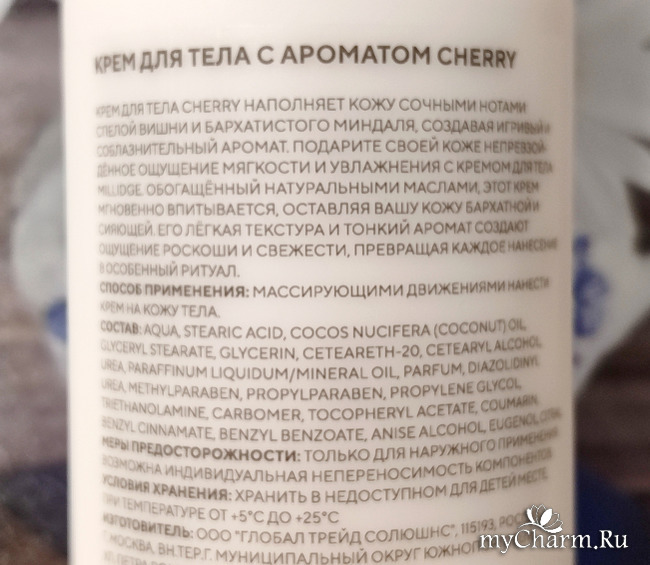 КРЕМ ДЛЯ ТЕЛА С АРОМАТОМ CHERRY
КРЕМ ДЛЯ ТЕЛА CHERRY НАПОЛНЯЕТ КОЖУ СОЧНЫМИ НОТАМИ
СПЕЛОЙ ВИШНИ И БАРХАТИСТОГО МИНДАЛЯ, СОЗДАВАЯ ИГРИВЫЙ И
СОБЛАЗНИТЕЛЬНЫЙ АРОМАТ. ПОДАРИТЕ СВОЕЙ КОЖЕ НЕПРЕВЗОЙ-
ДЁННОЕ ОЩУЩЕНИЕ МЯГКОСТИ И УВЛАЖНЕНИЯ С КРЕМОМ ДЛЯ ТЕЛА
MILLIDGE. ОБОГАЩЁННЫЙ НАТУРАЛЬНЫМИ МАСЛАМИ, ЭТОТ КРЕМ
МГНОВЕННО ВПИТЫВАЕТСЯ, ОСТАВЛЯЯ ВАШУ КОЖУ БАРХАТНОЙ И
СИЯЮЩЕЙ. ЕГО ЛЁГКАЯ ТЕКСТУРА И ТОНКИЙ АРОМАТ СОЗДАЮТ
ОЩУЩЕНИЕ РОСКОШИ И СВЕЖЕСТИ, ПРЕВРАЩАЯ КАЖДОЕ НАНЕСЕНИЕ
В ОСОБЕННЫЙ РИТУАЛ.
СПОСОБ ПРИМЕНЕНИЯ: МАССИРУЮЩИМИ ДВИЖЕНИЯМИ НАНЕСТИ
КРЕМ НА КОЖУ ТЕЛА.
СОСТАВ: AQUA, STEARIC ACID, COCOS NUCIFERA (COCONUT) OIL,
GLYCERYL STEARATE, GLYCERIN, CETEARETH-20, CETEARYL ALCOHOL,
UREA, PARAFFINUM LIQUIDUM/MINERAL OIL, PARFUM, DIAZOLIDINYL
UREA, METHYLPARABEN, PROPYLPARABEN, PROPYLENE GLYCOL,
TRIETHANOLAMINE, CARBOMER, TOCOPHERYL ACETATE, COUMARIN,
BENZYL CINNAMATE, BENZYL BENZOATE, ANISE ALCOHOL, EUGENOL,
МЕРЫ ПРЕДОСТОРОЖНОСТИ: ТОЛЬКО ДЛЯ НАРУЖНОГО ПРИМЕНЕНИЯ
ВОЗМОЖНА ИНДИВИДУАЛЬНАЯ НЕПЕРЕНОСИМОСТЬ КОМПОНЕНТОВ.
УСЛОВИЯ ХРАНЕНИЯ: ХРАНИТЬ В НЕДОСТУПНОМ ДЛЯ ДЕТЕЙ МЕСТЕ
ПРИ ТЕМПЕРАТУРЕ ОТ +5°C ДО +25°C
ИЗГОТОВИТЕЛЬ: ООО "ГЛОБАЛ ТРЕЙД СОЛЮШНС", 115193,
Г. МОСКВА, ВН.ТЕР.Г. МУНИЦИПАЛЬНЫЙ ОКРУГ
myCharm.Ru